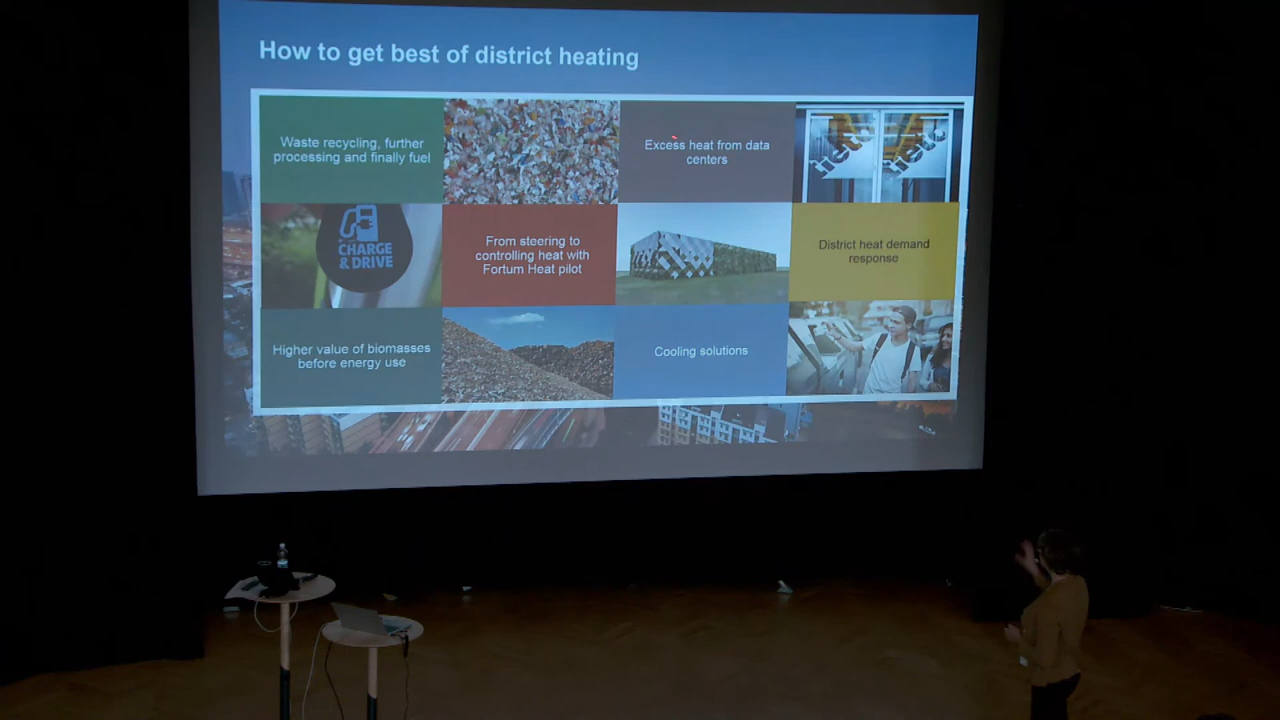 How to get best of district heating
Waste recycling, further
processing and finally fuel
Excess heat from data
centers
tieto
tieto
CHARGE
& DRIVE
From steering to
controlling heat with
Fortum Heat pilot
District heat demand
response
Higher value of biomasses
before energy use
Cooling solutions